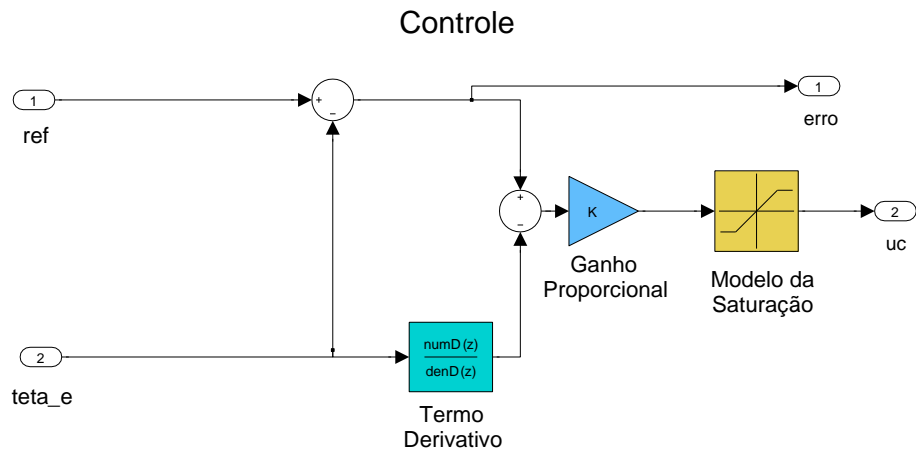 Controle
1
ref
+
−
1
erro
+
−
K
Ganho
Proporcional
Modelo da
Saturação
2
uc
2
teta_e
numD(z)
denD(z)
Termo
Derivativo